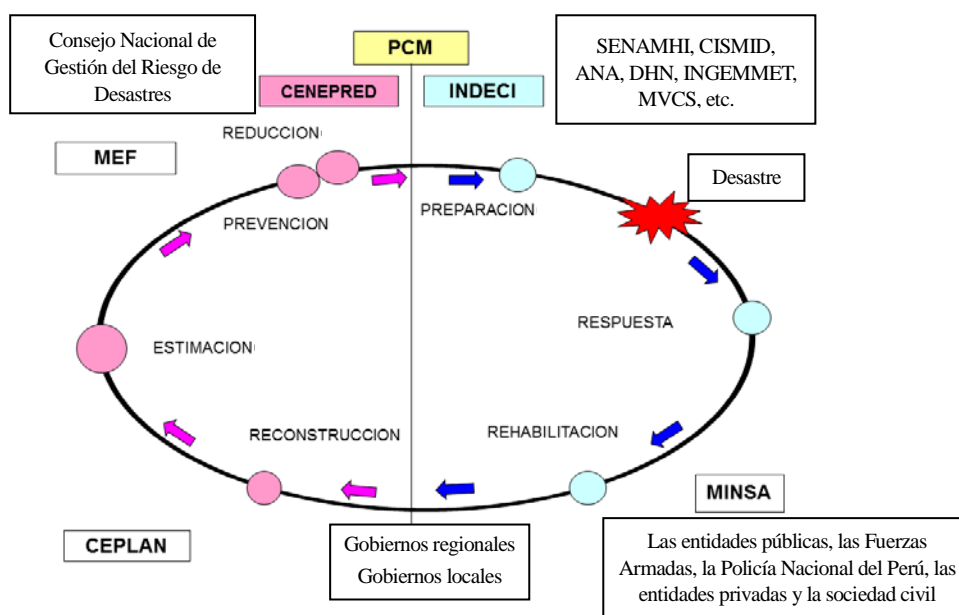 Consejo Nacional de
Gestión del Riesgo de
Desastres
PCM
SENAMHI, CISMID,
ANA, DHN, INGEMMET,
MVCS, etc.
CENEPRED
INDECI
REDUCCION
MEF
Desastre
PREVENCION
PREPARACION
RESPUESTA
ESTIMACION
RECONSTRUCCION
REHABILITACION
MINSA
CEPLAN
Gobiernos regionales
Gobiernos locales
Las entidades públicas, las Fuerzas
Armadas, la Policía Nacional del Perú, las
entidades privadas y la sociedad civil